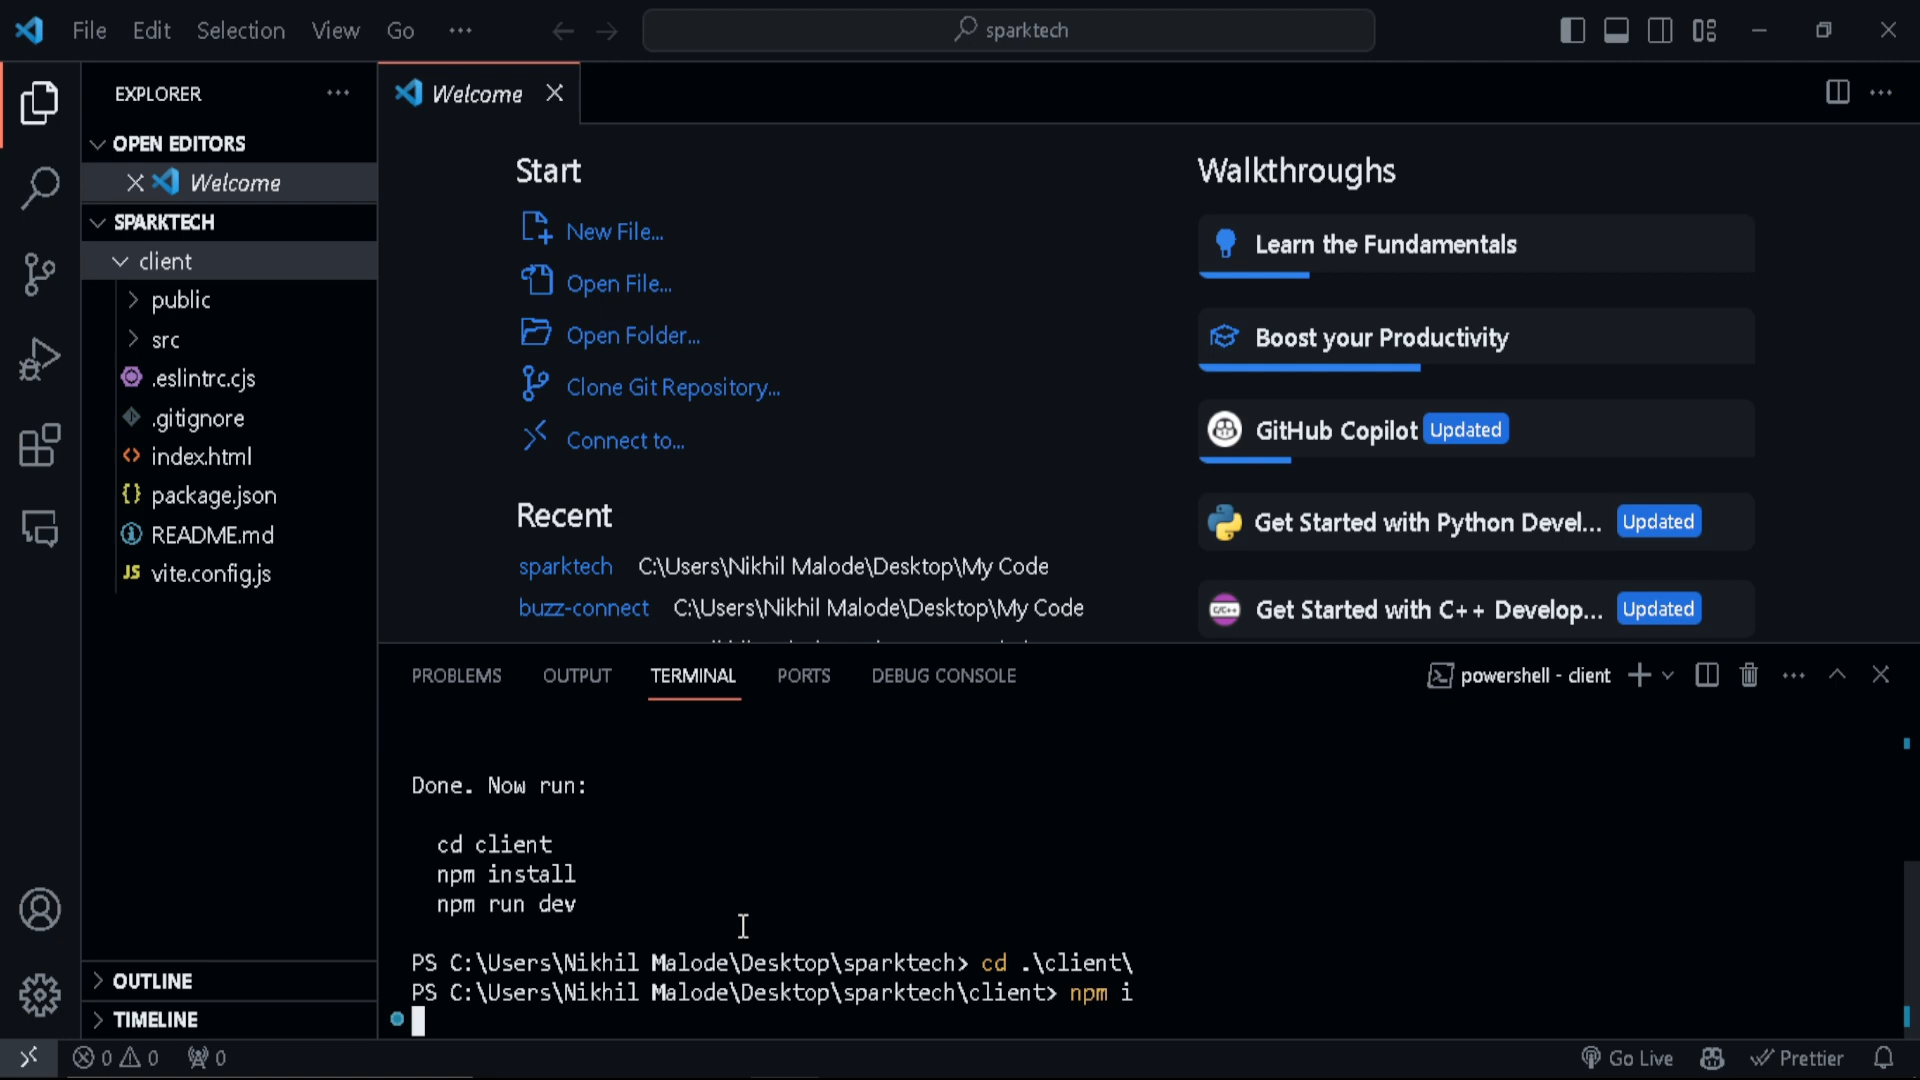 File Edit Selection View Go ···
sparktech
EXPLORER
OPEN EDITORS
Welcome
SPARKTECH
client
public
src
.eslintrc.cjs
.gitignore
index.html
package.json
README.md
vite.config.js
OUTLINE
TIMELINE
Welcome
Start
New File...
Open File...
Open Folder...
Clone Git Repository...
Connect to...
Recent
sparktech C:\Users\Nikhil Malode\Desktop\My Code
buzz-connect C:\Users\Nikhil Malode\Desktop\My Code
Walkthroughs
Learn the Fundamentals
Boost your Productivity
GitHub Copilot Updated
Get Started with Python Devel... Updated
C/C++ Get Started with C++ Develop... Updated
PROBLEMS OUTPUT TERMINAL PORTS DEBUG CONSOLE
powershell - client
Done. Now run:
cd client
npm install
npm run dev
PS C:\Users\Nikhil Malode\Desktop\sparktech> cd .\client\
PS C:\Users\Nikhil Malode\Desktop\sparktech\client> npm i
0 0 0
Go Live
Prettier